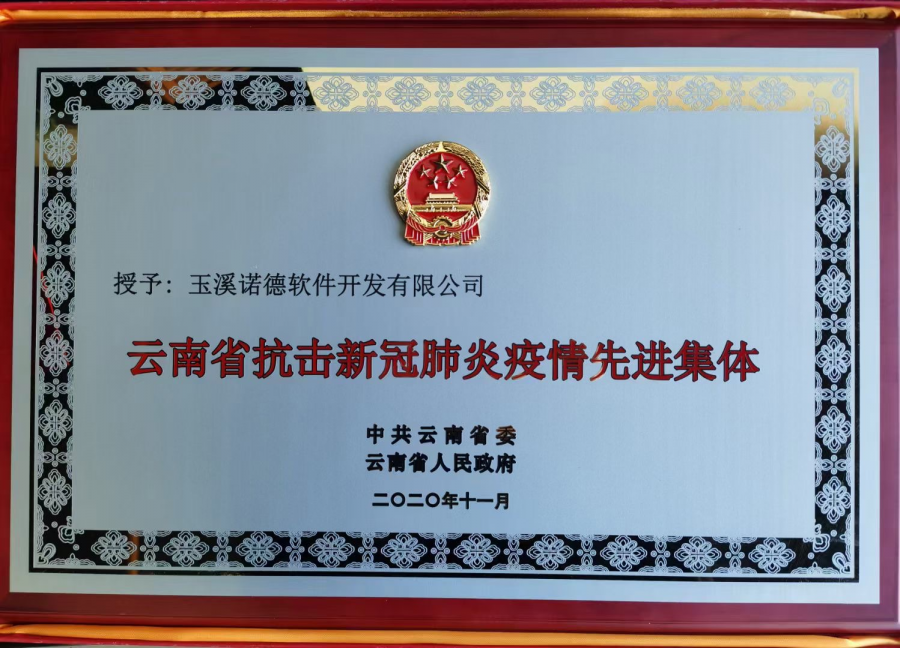 授予：玉溪诺德软件开发有限公司
云南省抗击新冠肺炎疫情先进集体
中共云南省委
云南省人民政府
二〇二〇年十一月